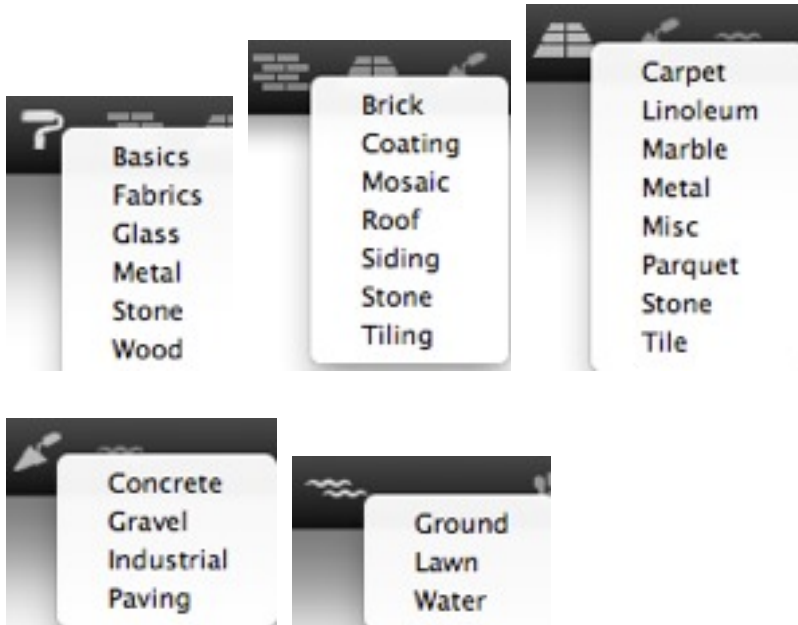 Basics
Fabrics
Glass
Metal
Stone
Wood
Brick
Coating
Mosaic
Roof
Siding
Stone
Tiling
Carpet
Linoleum
Marble
Metal
Misc
Parquet
Stone
Tile
Concrete
Gravel
Industrial
Paving
Ground
Lawn
Water